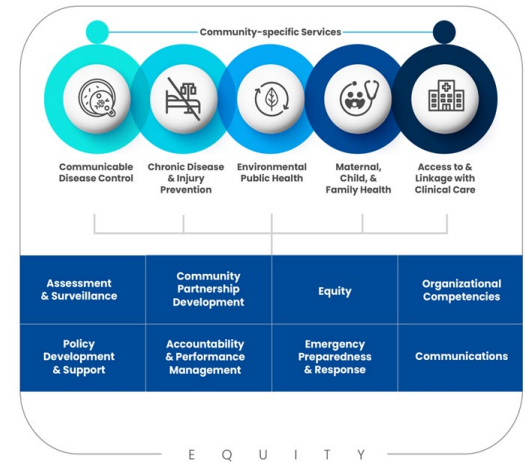 Community-specific Services
Communicable
Disease Control
Chronic Disease
& Injury
Prevention
Environmental
Public Health
Maternal,
Child, &
Family Health
Access to &
Linkage with
Clinical Care
Assessment
& Surveillance
Community
Partnership
Development
Equity
Organizational
Competencies
Policy
Development
& Support
Accountability
& Performance
Management
Emergency
Preparedness
& Response
Communications
EQUITY